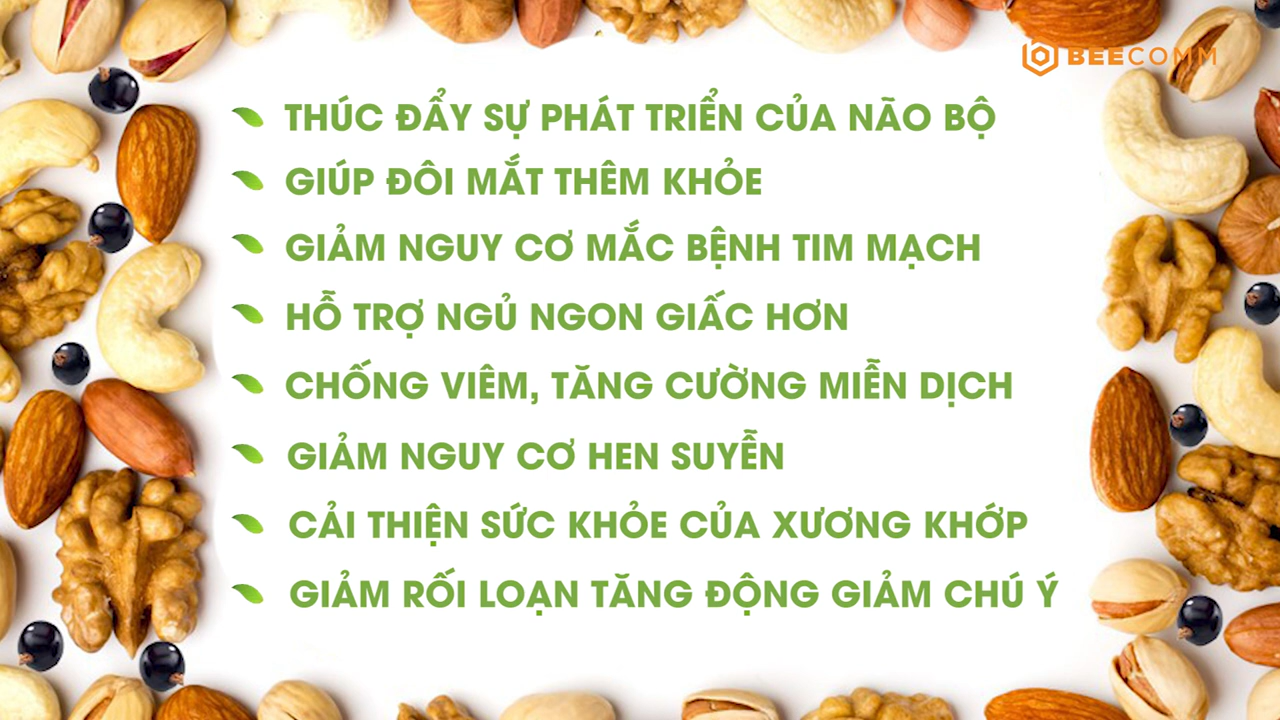 BEECOMM
THÚC ĐẨY SỰ PHÁT TRIỂN CỦA NÃO BỘ
GIÚP ĐÔI MẮT THÊM KHỎE
GIẢM NGUY CƠ MẮC BỆNH TIM MẠCH
HỖ TRỢ NGỦ NGON GIẤC HƠN
CHỐNG VIÊM, TĂNG CƯỜNG MIỄN DỊCH
GIẢM NGUY CƠ HEN SUYỄN
CẢI THIỆN SỨC KHỎE CỦA XƯƠNG KHỚP
GIẢM RỐI LOẠN TĂNG ĐỘNG GIẢM CHÚ Ý